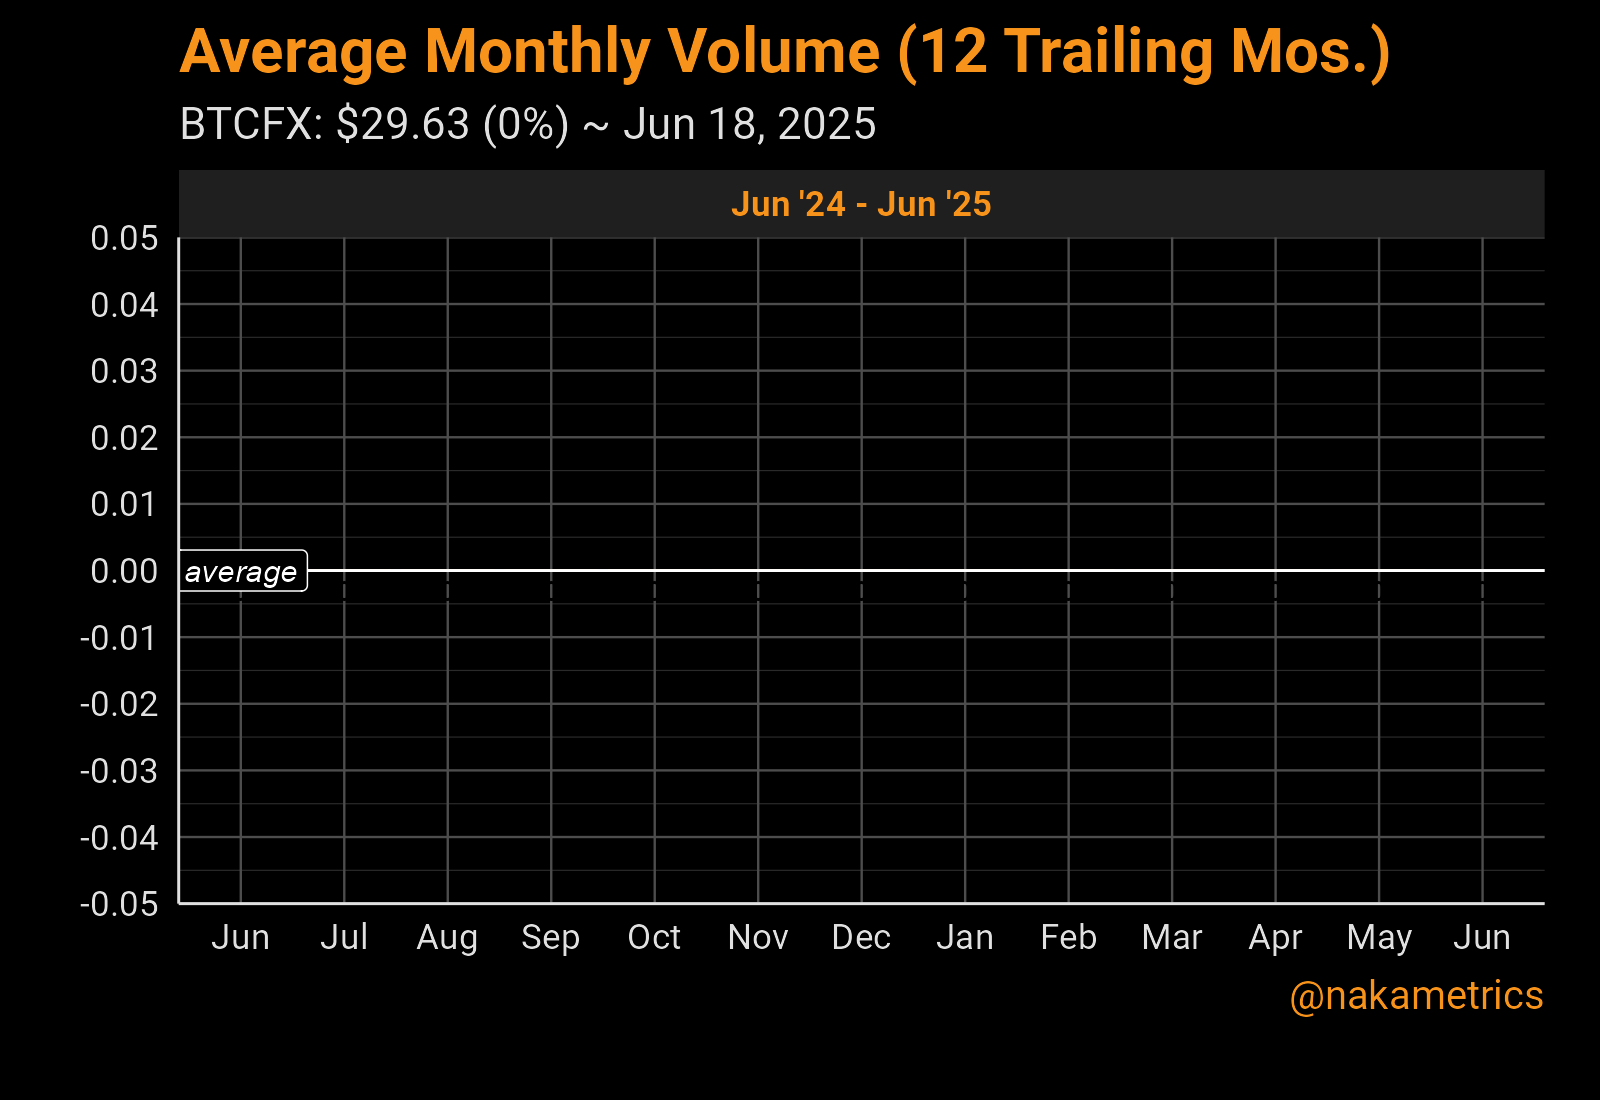 Average Monthly Volume (12 Trailing Mos.)
BTCFX: $29.63 (0%) ~ Jun 18, 2025
Jun '24 - Jun '25
0.05
0.04
0.03
0.02
0.01
0.00
average
-0.01
-0.02
-0.03
-0.04
-0.05
Jun Jul Aug Sep Oct Nov Dec Jan Feb Mar Apr May Jun
@nakametrics